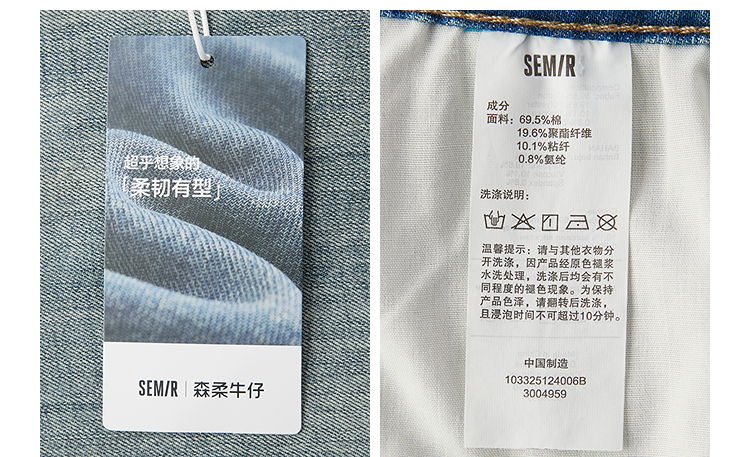 超乎想象的
「柔韧有型」
SEMIR 森柔牛仔
SEMIR
成分
面料：69.5%棉
19.6%聚酯纤维
10.1%粘纤
0.8%氨纶
洗涤说明：
温馨提示：请与其他衣物分
开洗涤，因产品经原色褪浆
水洗处理，洗涤后均会有不
同程度的褪色现象。为保持
产品色泽，请翻转后洗涤，
且浸泡时间不可超过10分钟。
中国制造
103325124006B
3004959